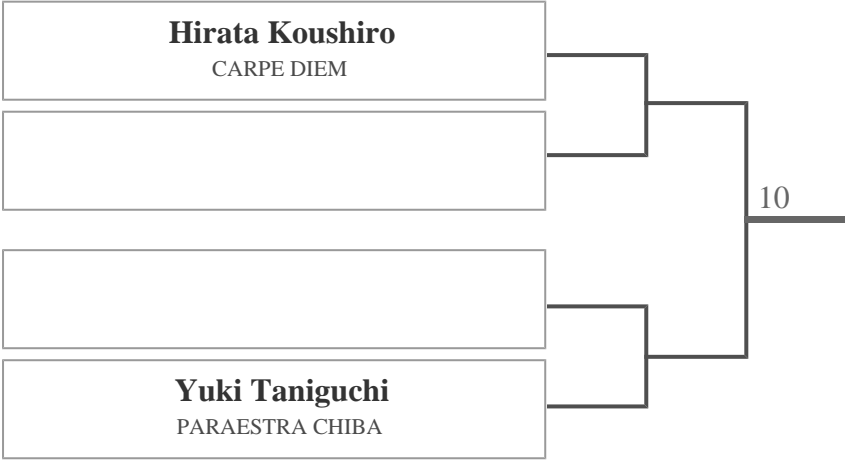 Hirata Koushiro
CARPE DIEM
10
Yuki Taniguchi
PARAESTRA CHIBA